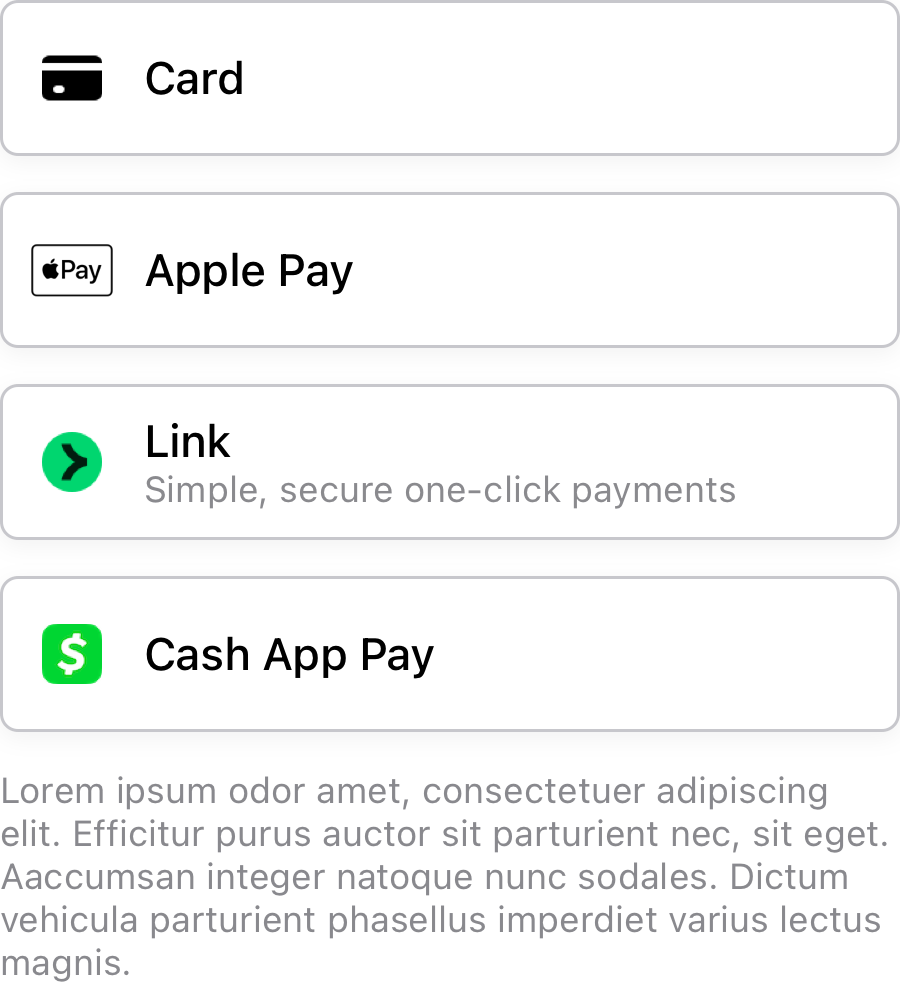 Card
Pay
Apple Pay
Link
Simple, secure one-click payments
$
Cash App Pay
Lorem ipsum odor amet, consectetuer adipiscing
elit. Efficitur purus auctor sit parturient nec, sit eget.
Aaccumsan integer natoque nunc sodales. Dictum
vehicula parturient phasellus imperdiet varius lectus
magnis.